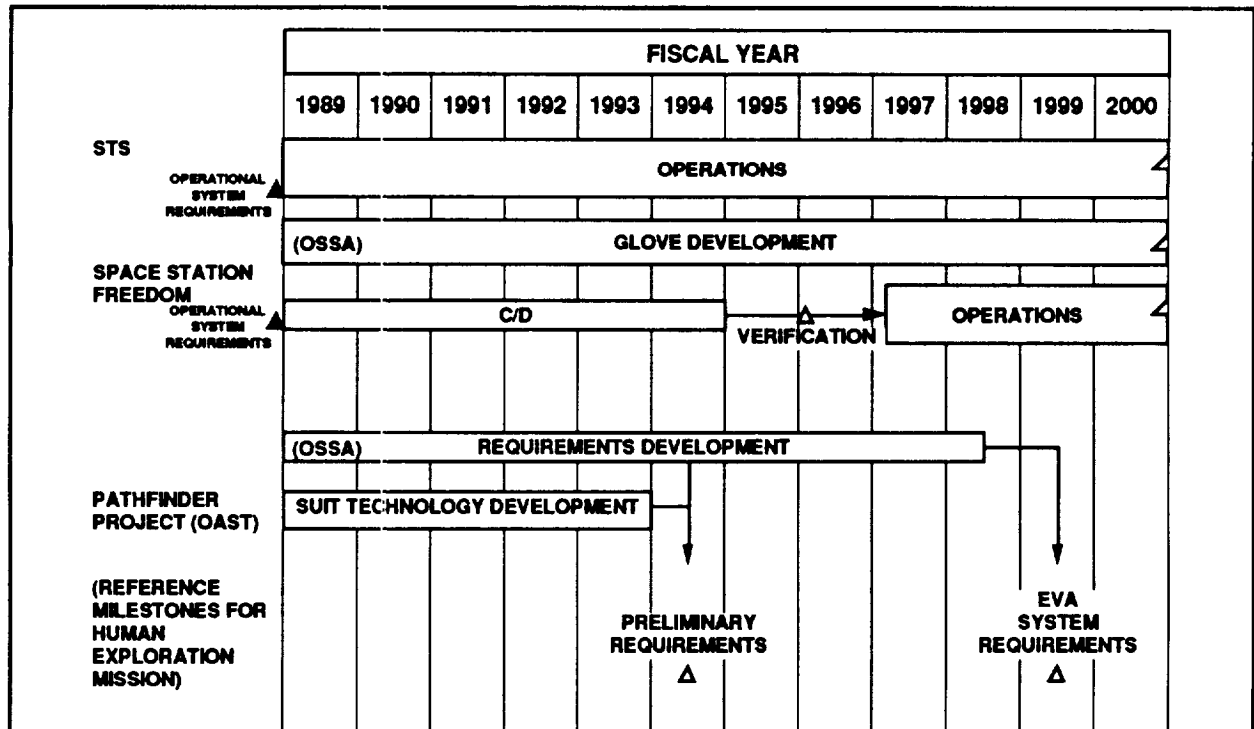 FISCAL YEAR
1989 1990 1991 1992 1993 1994 1995 1996 1997 1998 1999 2000
STS
OPERATIONAL
SYSTEM
REQUIREMENTS
OPERATIONS
(OSSA) GLOVE DEVELOPMENT
SPACE STATION
FREEDOM
OPERATIONAL
SYSTEM
REQUIREMENTS
C/D
VERIFICATION
OPERATIONS
(OSSA) REQUIREMENTS DEVELOPMENT
PATHFINDER
PROJECT (OAST)
SUIT TECHNOLOGY DEVELOPMENT
(REFERENCE
MILESTONES FOR
HUMAN
EXPLORATION
MISSION)
PRELIMINARY
REQUIREMENTS
EVA
SYSTEM
REQUIREMENTS